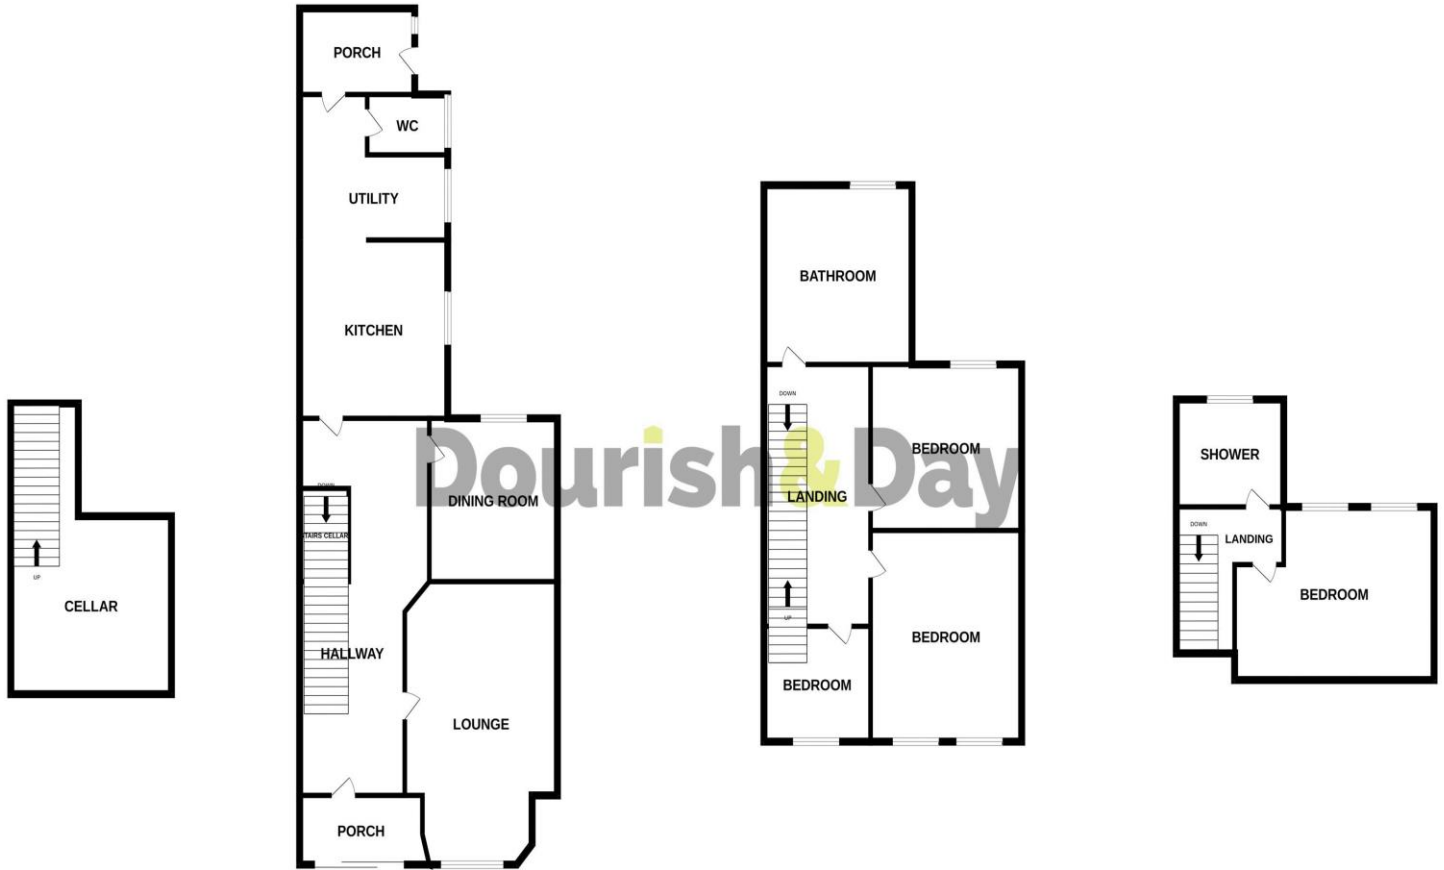 UP
CELLAR
PORCH
WC
UTILITY
KITCHEN
DOWN
TAIRS CELLAR
DINING ROOM
HALLWAY
LOUNGE
PORCH
Dourish&Day
BATHROOM
DOWN
BEDROOM
LANDING
UP
BEDROOM
BEDROOM
SHOWER
DOWN
LANDING
BEDROOM